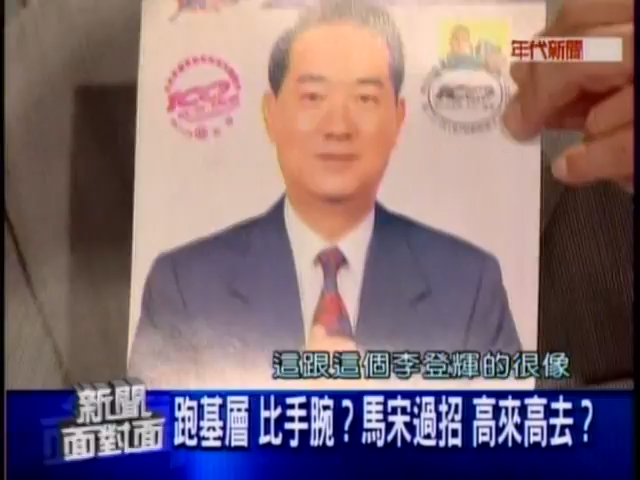 年代新聞
這跟這個李登輝的很像
新聞
面對面
跑基層 比手腕？馬宋過招 高來高去？